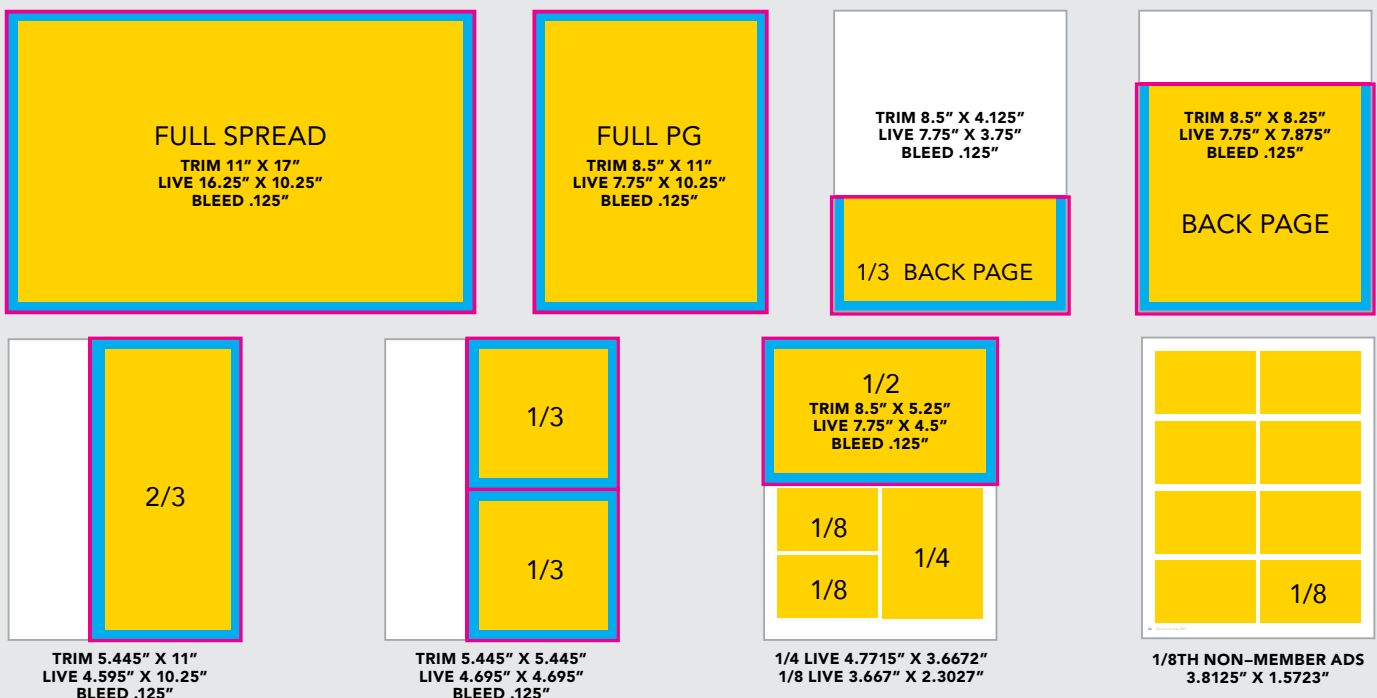 FULL SPREAD
TRIM 11” X 17”
LIVE 16.25” X 10.25”
BLEED .125”
FULL PG
TRIM 8.5” X 11”
LIVE 7.75” X 10.25”
BLEED .125”
TRIM 8.5” X 4.125”
LIVE 7.75” X 3.75”
BLEED .125”
1/3 BACK PAGE
TRIM 8.5” X 8.25”
LIVE 7.75” X 7.875”
BLEED .125”
BACK PAGE
2/3
TRIM 5.445” X 11”
LIVE 4.595” X 10.25”
BLEED .125”
1/3
1/3
TRIM 5.445” X 5.445”
LIVE 4.695” X 4.695”
BLEED .125”
1/2
TRIM 8.5” X 5.25”
LIVE 7.75” X 4.5”
BLEED .125”
1/8
1/8
1/4
1/4 LIVE 4.7715” X 3.6672”
1/8 LIVE 3.667” X 2.3027”
1/8
1/8TH NON–MEMBER ADS
3.8125” X 1.5723”